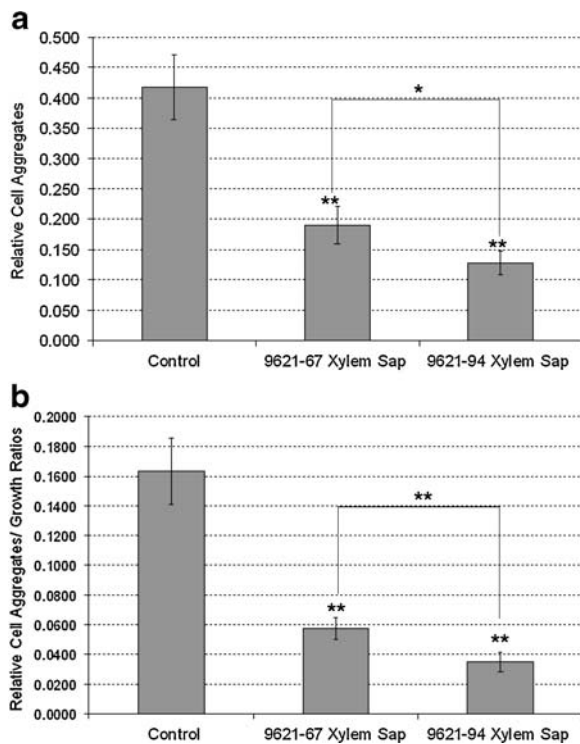 a
Relative Cell Aggregates
0.500
0.450
0.400
0.350
0.300
0.250
0.200
0.150
0.100
0.050
0.000
*
**
**
Control
9621-67 Xylem Sap
9621-94 Xylem Sap
b
Relative Cell Aggregates/ Growth Ratios
0.2000
0.1800
0.1600
0.1400
0.1200
0.1000
0.0800
0.0600
0.0400
0.0200
0.0000
**
**
**
Control
9621-67 Xylem Sap
9621-94 Xylem Sap